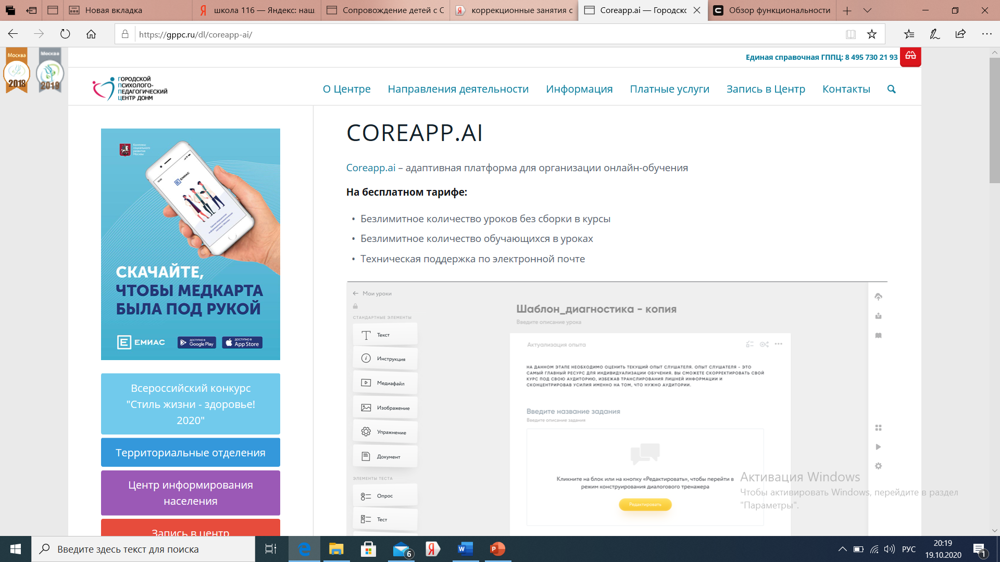 Новая вкладка
школа 116 — Яндекс: наш
Сопровождение детей с С
коррекционные занятия с
Coreapp.ai — Городско
Обзор функциональности
https://gppc.ru/dl/coreapp-ai/
Москва
2018
Москва
2019
Единая справочная ГППЦ: 8 495 730 21 93
ГОРОДСКОЙ
ПСИХОЛОГО-
ПЕДАГОГИЧЕСКИЙ
ЦЕНТР ДОНМ
О Центре
Направления деятельности
Информация
Платные услуги
Запись в Центр
Контакты
Комплекс
социального
развития
Москвы
ЕМИАС
СКАЧАЙТЕ,
ЧТОБЫ МЕДКАРТА
БЫЛА ПОД РУКОЙ
ЕМИАС
ДОСТУПНО В
Google Play
ДОСТУПНО В
App Store
Всероссийский конкурс
"Стиль жизни - здоровье!
2020"
Территориальные отделения
Центр информирования
населения
Запись в центр
COREAPP.AI
Coreapp.ai – адаптивная платформа для организации онлайн-обучения
На бесплатном тарифе:
• Безлимитное количество уроков без сборки в курсы
• Безлимитное количество обучающихся в уроках
• Техническая поддержка по электронной почте
Мои уроки
СТАНДАРТНЫЕ ЭЛЕМЕНТЫ
Текст
Инструкция
Медиафайл
Изображение
Упражнение
Документ
ЭЛЕМЕНТЫ ТЕСТА
Опрос
Тест
Шаблон_диагностика - копия
Введите описание урока
Актуализация опыта
НА ДАННОМ ЭТАПЕ НЕОБХОДИМО ОЦЕНИТЬ ТЕКУЩИЙ ОПЫТ СЛУШАТЕЛЯ. ОПЫТ СЛУШАТЕЛЯ - ЭТО
САМЫЙ ГЛАВНЫЙ РЕСУРС ДЛЯ ИНДИВИДУАЛИЗАЦИИ ОБУЧЕНИЯ. ВЫ СМОЖЕТЕ СКОРРЕКТИРОВАТЬ СВОЙ
КУРС ПОД СВОЮ АУДИТОРИЮ, ИЗБЕЖАВ ТРАНСЛИРОВАНИЯ ЛИШНЕЙ ИНФОРМАЦИИ И
СКОНЦЕНТРИРОВАВ УСИЛИЯ ИМЕННО НА ТОМ, ЧТО НУЖНО АУДИТОРИИ.
Введите название задания
Введите описание задания
Кликните на блок или на кнопку «Редактировать», чтобы перейти в
режим конструирования диалогового тренажера
Редактировать
Активация Windows
Чтобы активировать Windows, перейдите в раздел
"Параметры".
Введите здесь текст для поиска
6
РУС
20:19
19.10.2020
1